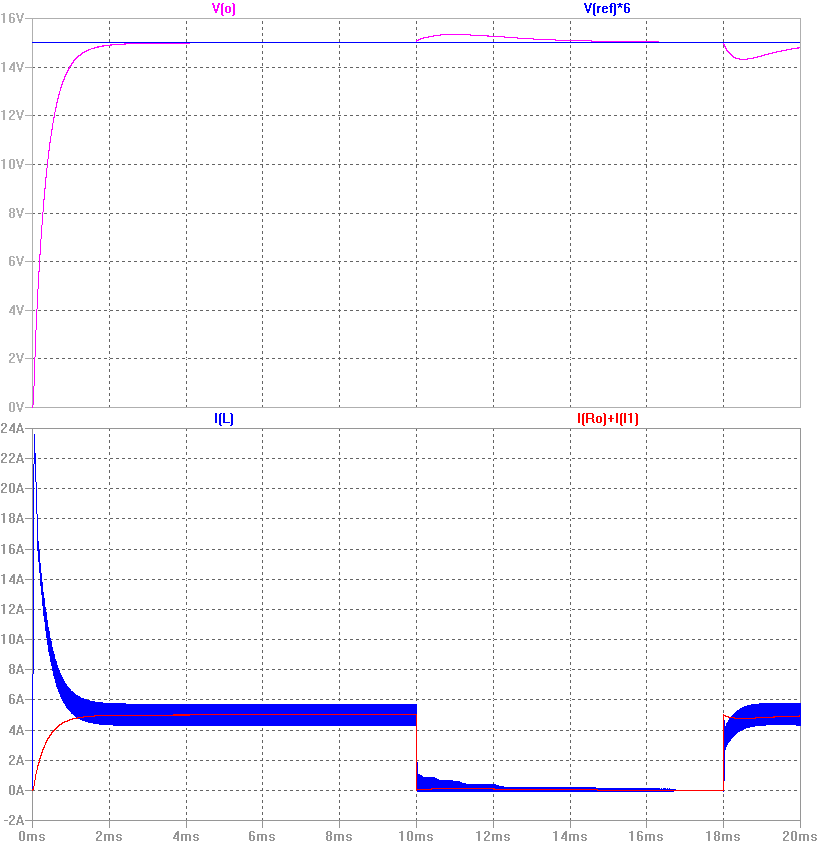 V(o) V(ref)*6
16V
14V
12V
10V
8V
6V
4V
2V
0V
I(L) I(Ro)+I(I1)
24A
22A
20A
18A
16A
14A
12A
10A
8A
6A
4A
2A
0A
-2A
0ms 2ms 4ms 6ms 8ms 10ms 12ms 14ms 16ms 18ms 20ms